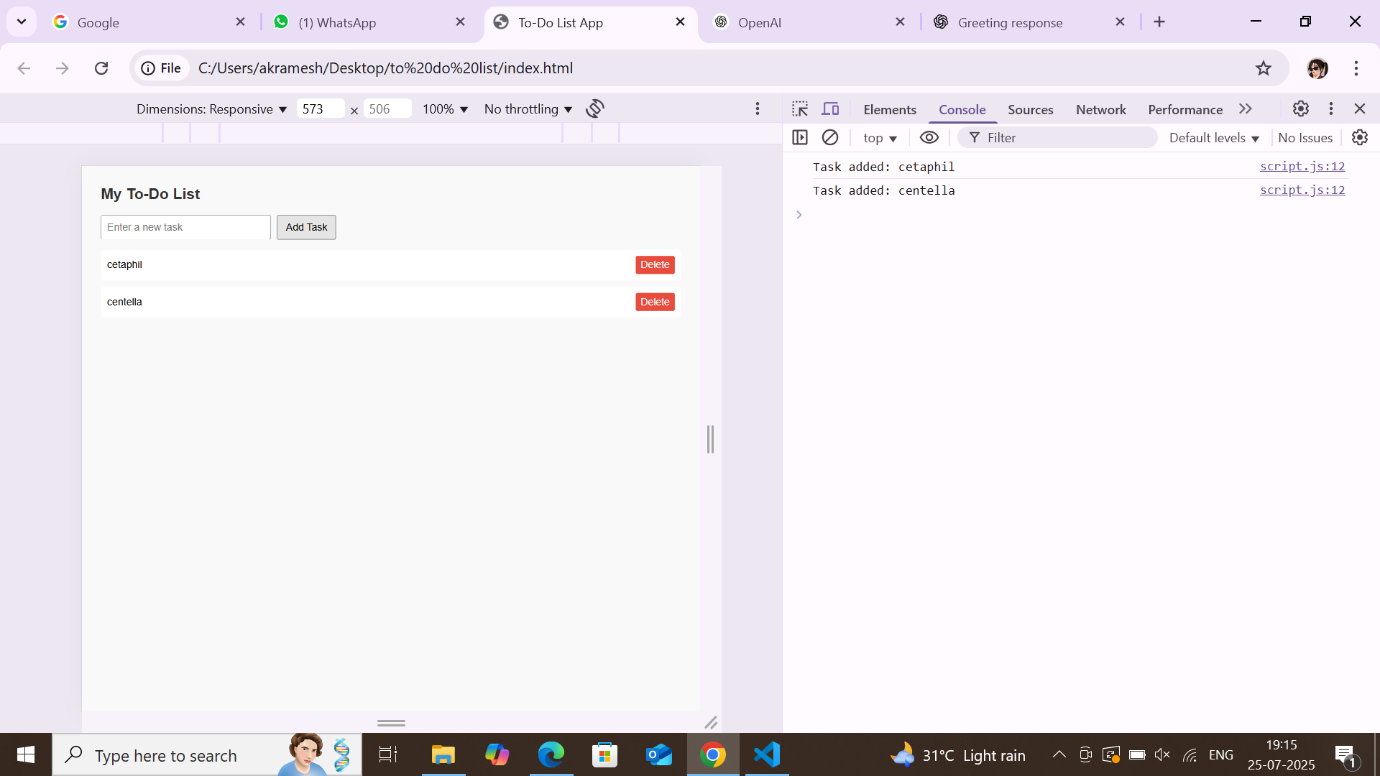 Google
(1) WhatsApp
To-Do List App
OpenAI
Greeting response
File
C:/Users/akramesh/Desktop/to%20do%20list/index.html
Dimensions: Responsive 573 × 506 100% No throttling
Elements Console Sources Network Performance
top Filter Default levels No Issues
My To-Do List
Enter a new task Add Task
cetaphil Delete
centella Delete
Task added: cetaphil script.js:12
Task added: centella script.js:12
Type here to search
31°C Light rain
ENG
19:15
25-07-2025
1